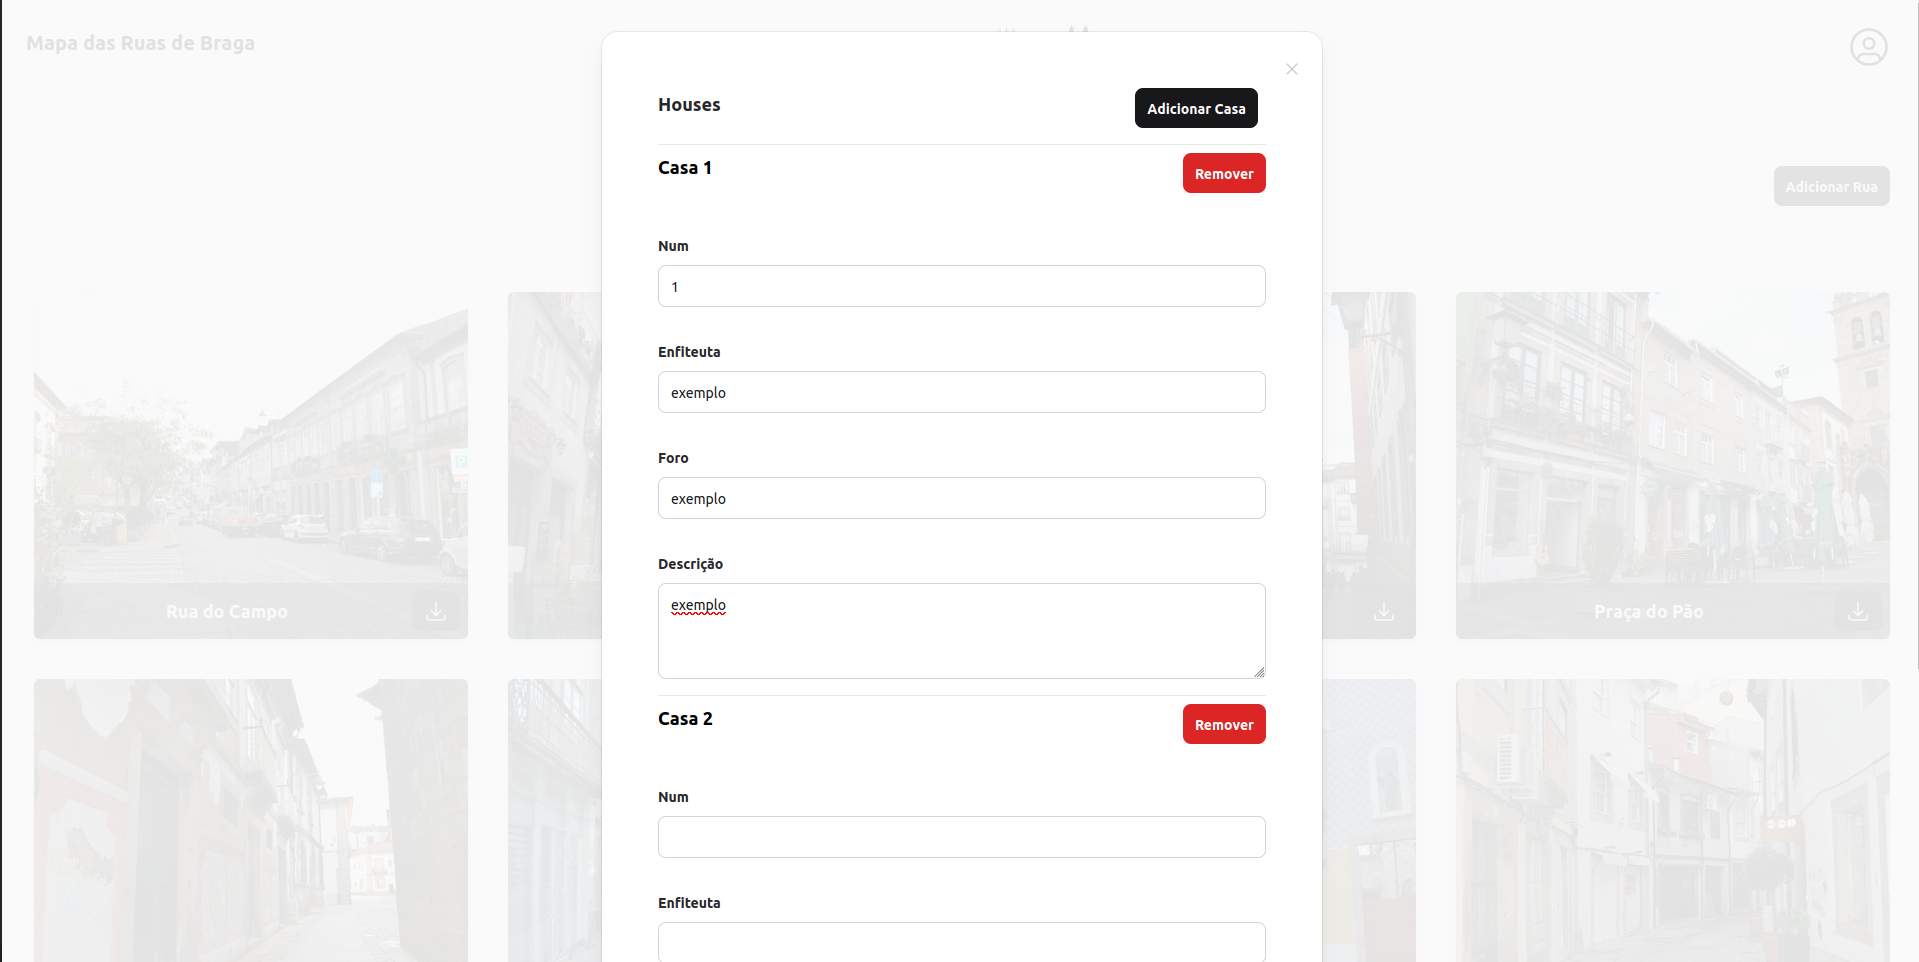 Mapa das Ruas de Braga
Houses
Adicionar Casa
Casa 1
Remover
Adicionar Rua
Num
1
Enfiteuta
exemplo
Foro
exemplo
Descrição
exemplo
Rua do Campo
Praça do Pão
Casa 2
Remover
Num
Enfiteuta